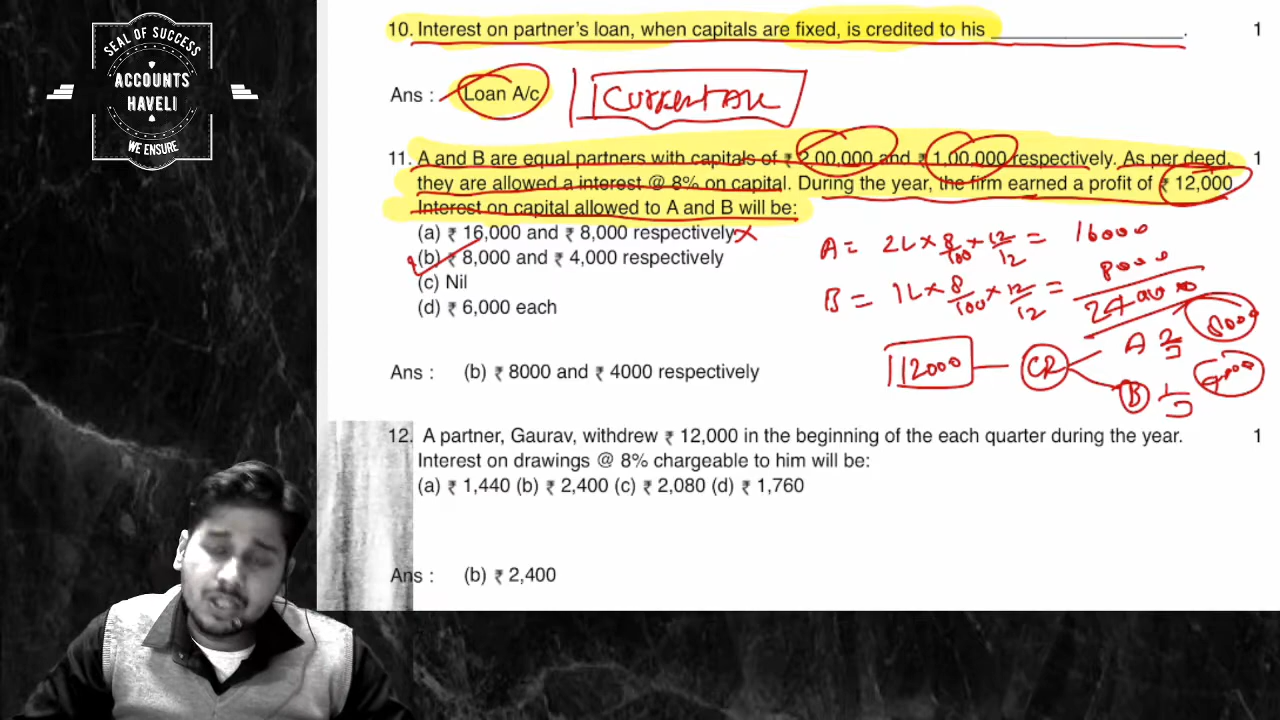 SEAL OF SUCCESS
ACCOUNTS
HAVELI
WE ENSURE
10. Interest on partner's loan, when capitals are fixed, is credited to his ____________________. 1
Ans : Loan A/c Current A/c
11. A and B are equal partners with capitals of ₹ 2,00,000 and ₹ 1,00,000 respectively. As per deed, 1
they are allowed a interest @ 8% on capital. During the year, the firm earned a profit of ₹ 12,000
Interest on capital allowed to A and B will be:
(a) ₹ 16,000 and ₹ 8,000 respectively
(b) ₹ 8,000 and ₹ 4,000 respectively
(c) Nil
(d) ₹ 6,000 each
A = 2L × 8/100 × 12/12 = 16000
B = 1L × 8/100 × 12/12 = 8000
24000
12000 CR
A 2/3 8000
B 1/3 4000
Ans : (b) ₹ 8000 and ₹ 4000 respectively
12. A partner, Gaurav, withdrew ₹ 12,000 in the beginning of the each quarter during the year. 1
Interest on drawings @ 8% chargeable to him will be:
(a) ₹ 1,440 (b) ₹ 2,400 (c) ₹ 2,080 (d) ₹ 1,760
Ans : (b) ₹ 2,400